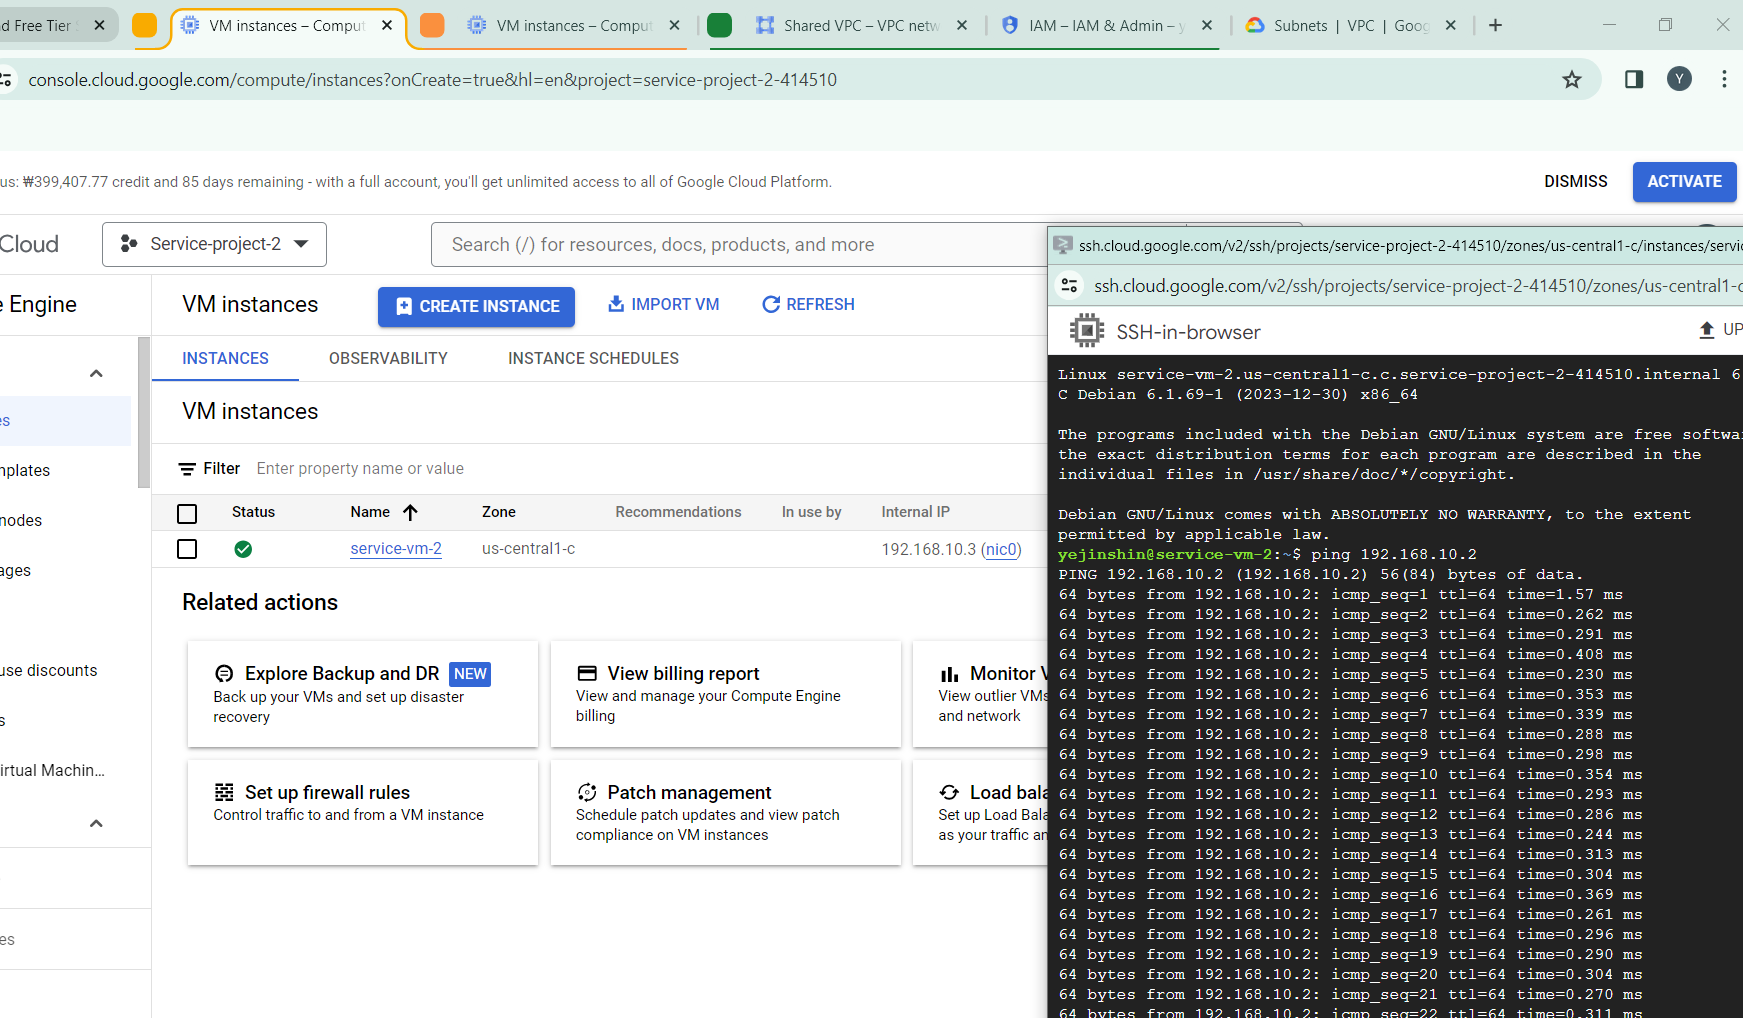 d Free Tier
VM instances – Comput
VM instances – Comput
Shared VPC – VPC netw
IAM – IAM & Admin – y
Subnets | VPC | Goog
console.cloud.google.com/compute/instances?onCreate=true&hl=en&project=service-project-2-414510
Y
us: ₩399,407.77 credit and 85 days remaining - with a full account, you'll get unlimited access to all of Google Cloud Platform.
DISMISS
ACTIVATE
Cloud
Service-project-2
Search (/) for resources, docs, products, and more
e Engine
VM instances
CREATE INSTANCE
IMPORT VM
REFRESH
INSTANCES
OBSERVABILITY
INSTANCE SCHEDULES
es
mplates
nodes
ages
use discounts
s
irtual Machin...
es
VM instances
Filter Enter property name or value
Status Name Zone Recommendations In use by Internal IP
service-vm-2 us-central1-c 192.168.10.3 (nic0)
Related actions
Explore Backup and DR NEW
Back up your VMs and set up disaster
recovery
View billing report
View and manage your Compute Engine
billing
Monitor V
View outlier VMs
and network
Set up firewall rules
Control traffic to and from a VM instance
Patch management
Schedule patch updates and view patch
compliance on VM instances
Load bala
Set up Load Bala
as your traffic an
ssh.cloud.google.com/v2/ssh/projects/service-project-2-414510/zones/us-central1-c/instances/servic
ssh.cloud.google.com/v2/ssh/projects/service-project-2-414510/zones/us-central1-c
SSH-in-browser
UP
Linux service-vm-2.us-central1-c.c.service-project-2-414510.internal 6
C Debian 6.1.69-1 (2023-12-30) x86_64
The programs included with the Debian GNU/Linux system are free softwa
the exact distribution terms for each program are described in the
individual files in /usr/share/doc/*/copyright.
Debian GNU/Linux comes with ABSOLUTELY NO WARRANTY, to the extent
permitted by applicable law.
yejinshin@service-vm-2:~$ ping 192.168.10.2
PING 192.168.10.2 (192.168.10.2) 56(84) bytes of data.
64 bytes from 192.168.10.2: icmp_seq=1 ttl=64 time=1.57 ms
64 bytes from 192.168.10.2: icmp_seq=2 ttl=64 time=0.262 ms
64 bytes from 192.168.10.2: icmp_seq=3 ttl=64 time=0.291 ms
64 bytes from 192.168.10.2: icmp_seq=4 ttl=64 time=0.408 ms
64 bytes from 192.168.10.2: icmp_seq=5 ttl=64 time=0.230 ms
64 bytes from 192.168.10.2: icmp_seq=6 ttl=64 time=0.353 ms
64 bytes from 192.168.10.2: icmp_seq=7 ttl=64 time=0.339 ms
64 bytes from 192.168.10.2: icmp_seq=8 ttl=64 time=0.288 ms
64 bytes from 192.168.10.2: icmp_seq=9 ttl=64 time=0.298 ms
64 bytes from 192.168.10.2: icmp_seq=10 ttl=64 time=0.354 ms
64 bytes from 192.168.10.2: icmp_seq=11 ttl=64 time=0.293 ms
64 bytes from 192.168.10.2: icmp_seq=12 ttl=64 time=0.286 ms
64 bytes from 192.168.10.2: icmp_seq=13 ttl=64 time=0.244 ms
64 bytes from 192.168.10.2: icmp_seq=14 ttl=64 time=0.313 ms
64 bytes from 192.168.10.2: icmp_seq=15 ttl=64 time=0.304 ms
64 bytes from 192.168.10.2: icmp_seq=16 ttl=64 time=0.369 ms
64 bytes from 192.168.10.2: icmp_seq=17 ttl=64 time=0.261 ms
64 bytes from 192.168.10.2: icmp_seq=18 ttl=64 time=0.296 ms
64 bytes from 192.168.10.2: icmp_seq=19 ttl=64 time=0.290 ms
64 bytes from 192.168.10.2: icmp_seq=20 ttl=64 time=0.304 ms
64 bytes from 192.168.10.2: icmp_seq=21 ttl=64 time=0.270 ms
64 bytes from 192.168.10.2: icmp_seq=22 ttl=64 time=0.311 ms